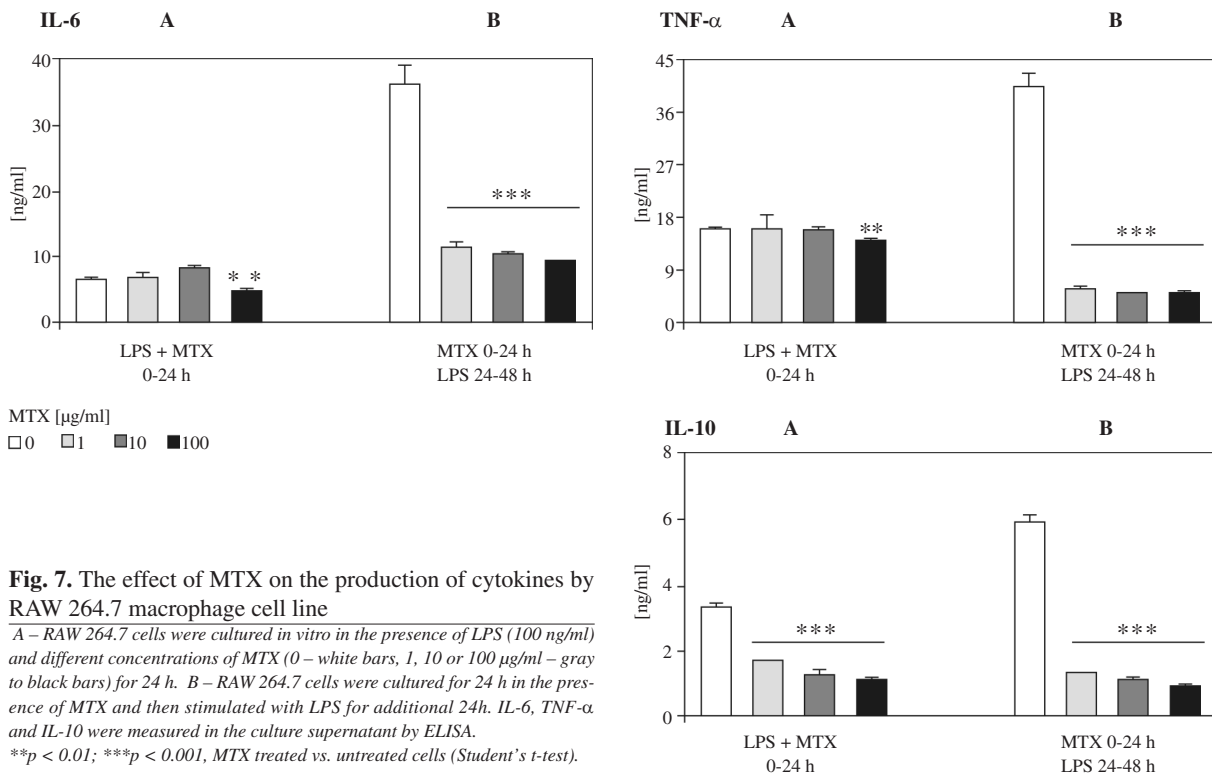 IL-6 A B
40
30
20
10
0
[ng/ml]
* *
***
LPS + MTX
0-24 h
MTX 0-24 h
LPS 24-48 h
MTX [µg/ml]
0 1 10 100
TNF-α A B
45
36
27
18
9
0
[ng/ml]
**
***
LPS + MTX
0-24 h
MTX 0-24 h
LPS 24-48 h
IL-10 A B
8
6
4
2
0
[ng/ml]
***
***
LPS + MTX
0-24 h
MTX 0-24 h
LPS 24-48 h
Fig. 7. The effect of MTX on the production of cytokines by
RAW 264.7 macrophage cell line
A – RAW 264.7 cells were cultured in vitro in the presence of LPS (100 ng/ml)
and different concentrations of MTX (0 – white bars, 1, 10 or 100 µg/ml – gray
to black bars) for 24 h. B – RAW 264.7 cells were cultured for 24 h in the pres-
ence of MTX and then stimulated with LPS for additional 24h. IL-6, TNF-α
and IL-10 were measured in the culture supernatant by ELISA.
**p < 0.01; ***p < 0.001, MTX treated vs. untreated cells (Student's t-test).